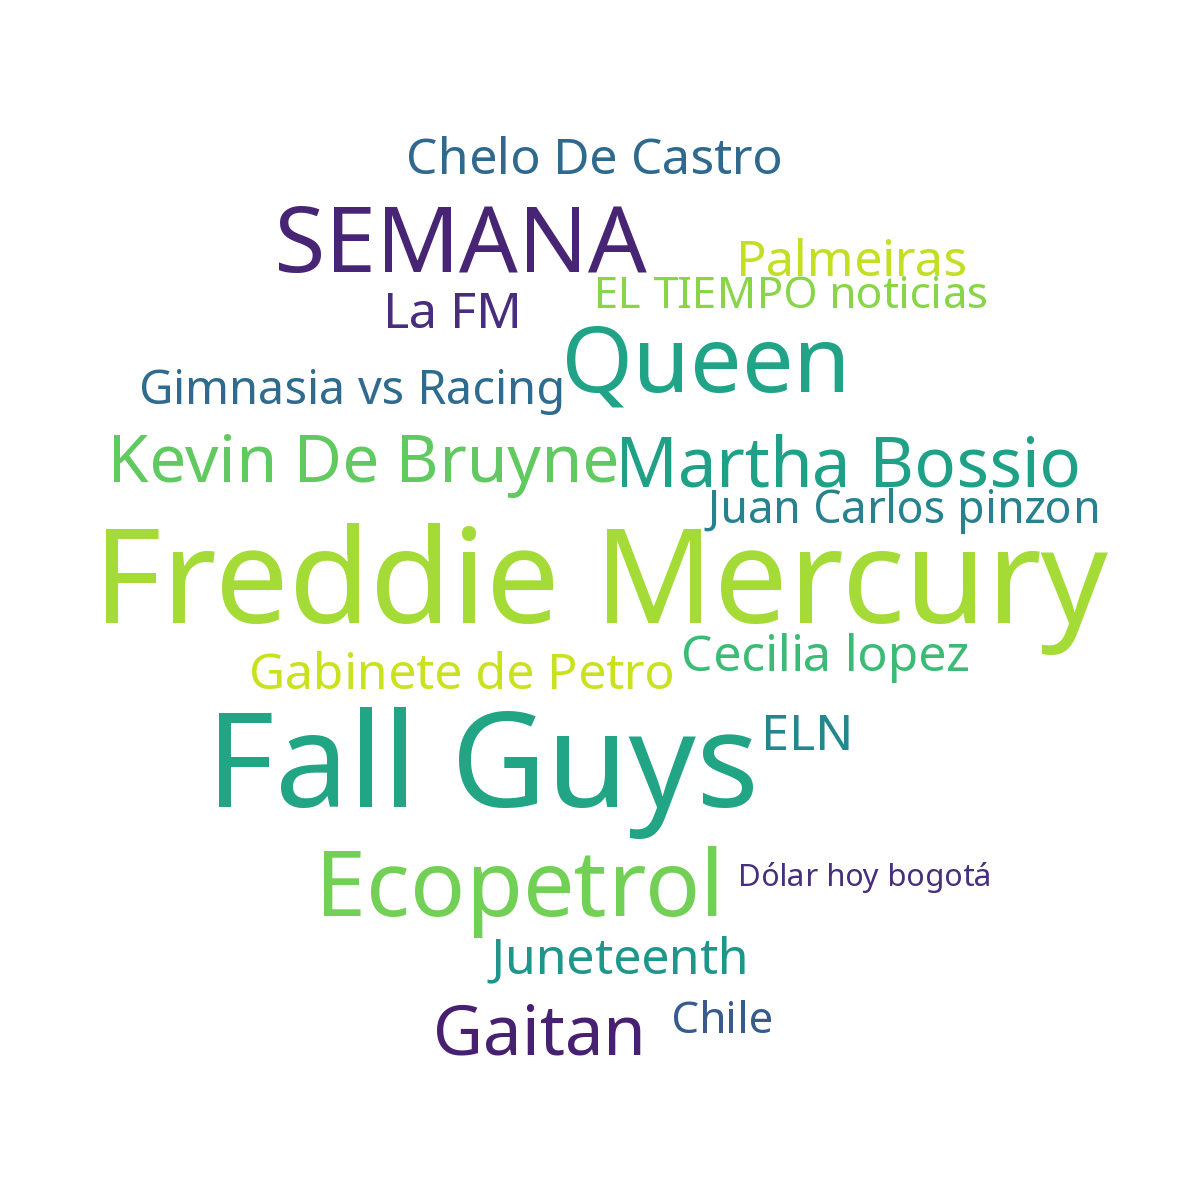 Chelo De Castro
SEMANA
Palmeiras
EL TIEMPO noticias
La FM
Queen
Gimnasia vs Racing
Kevin De Bruyne
Martha Bossio
Juan Carlos pinzon
Freddie Mercury
Cecilia lopez
Gabinete de Petro
Fall Guys
ELN
Ecopetrol
Dólar hoy bogotá
Juneteenth
Gaitan
Chile